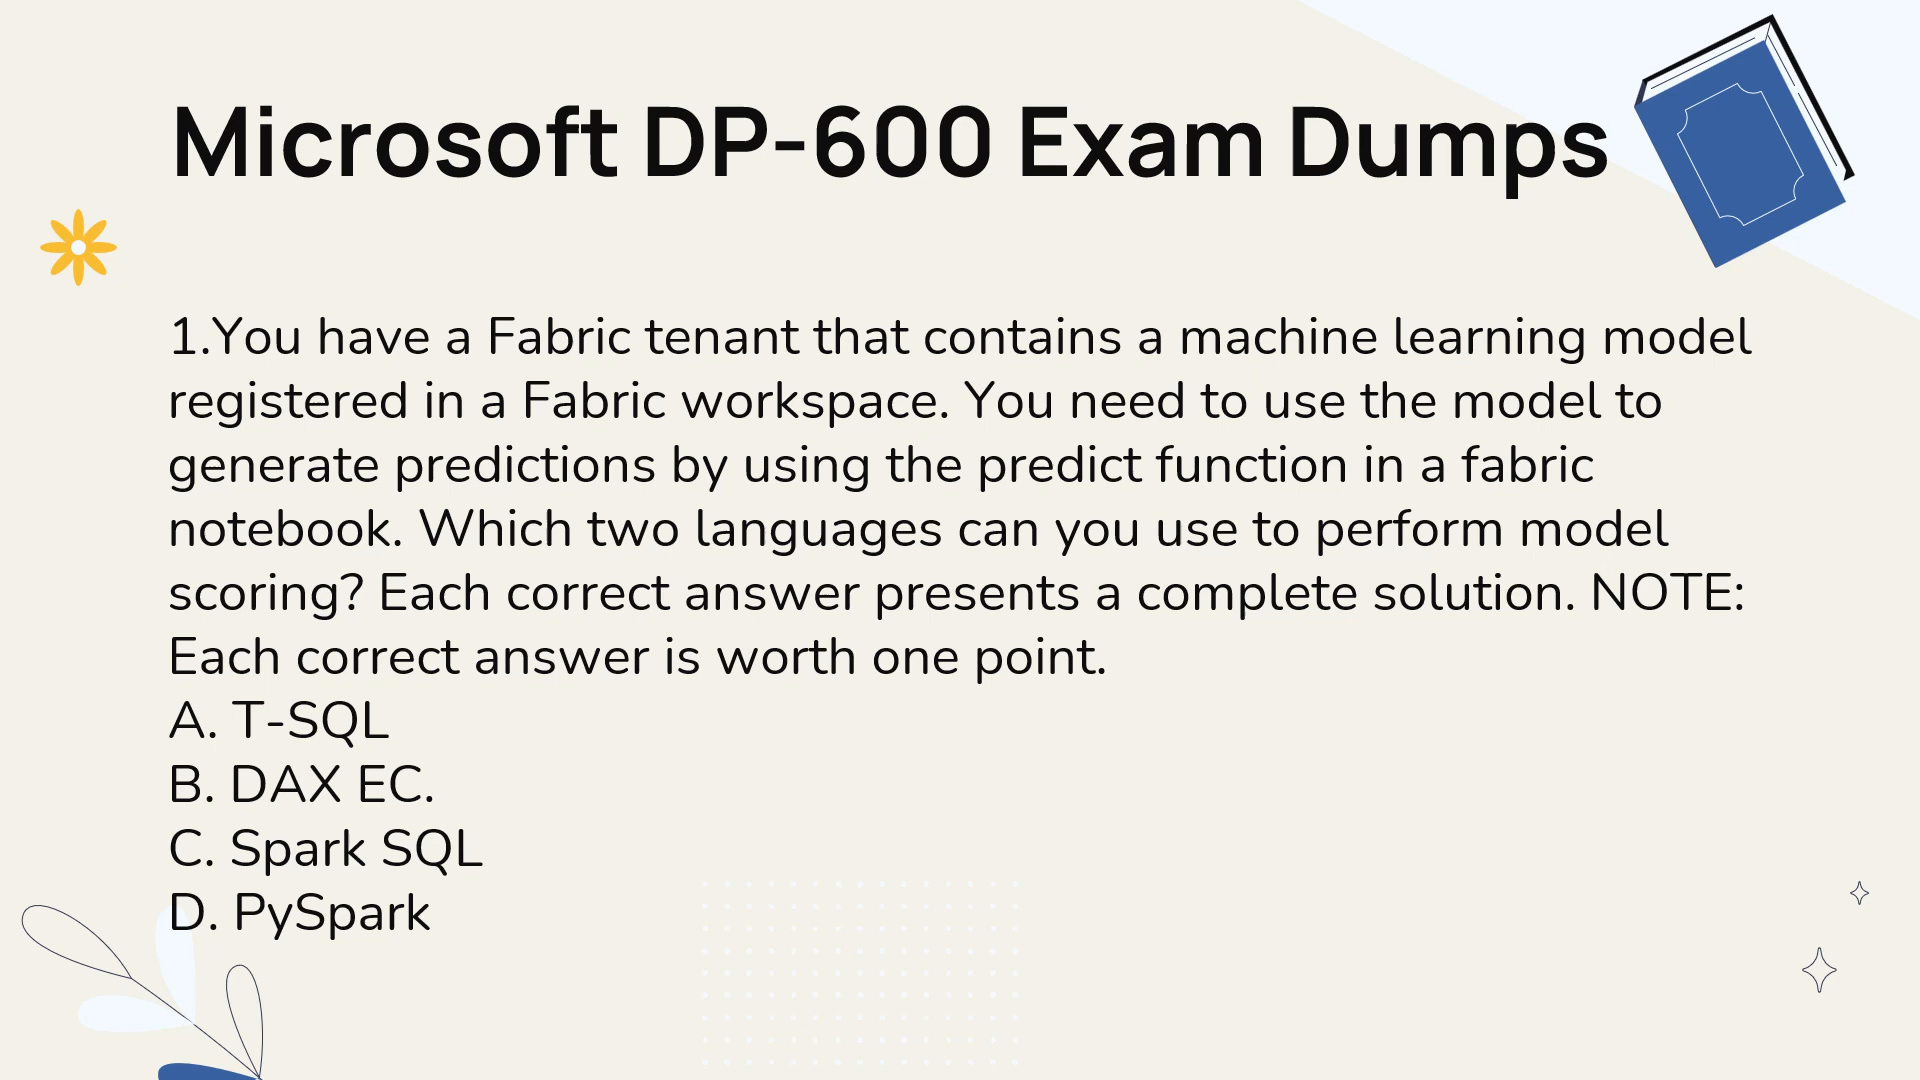 Microsoft DP-600 Exam Dumps
1.You have a Fabric tenant that contains a machine learning model
registered in a Fabric workspace. You need to use the model to
generate predictions by using the predict function in a fabric
notebook. Which two languages can you use to perform model
scoring? Each correct answer presents a complete solution. NOTE:
Each correct answer is worth one point.
A. T-SQL
B. DAX EC.
C. Spark SQL
D. PySpark